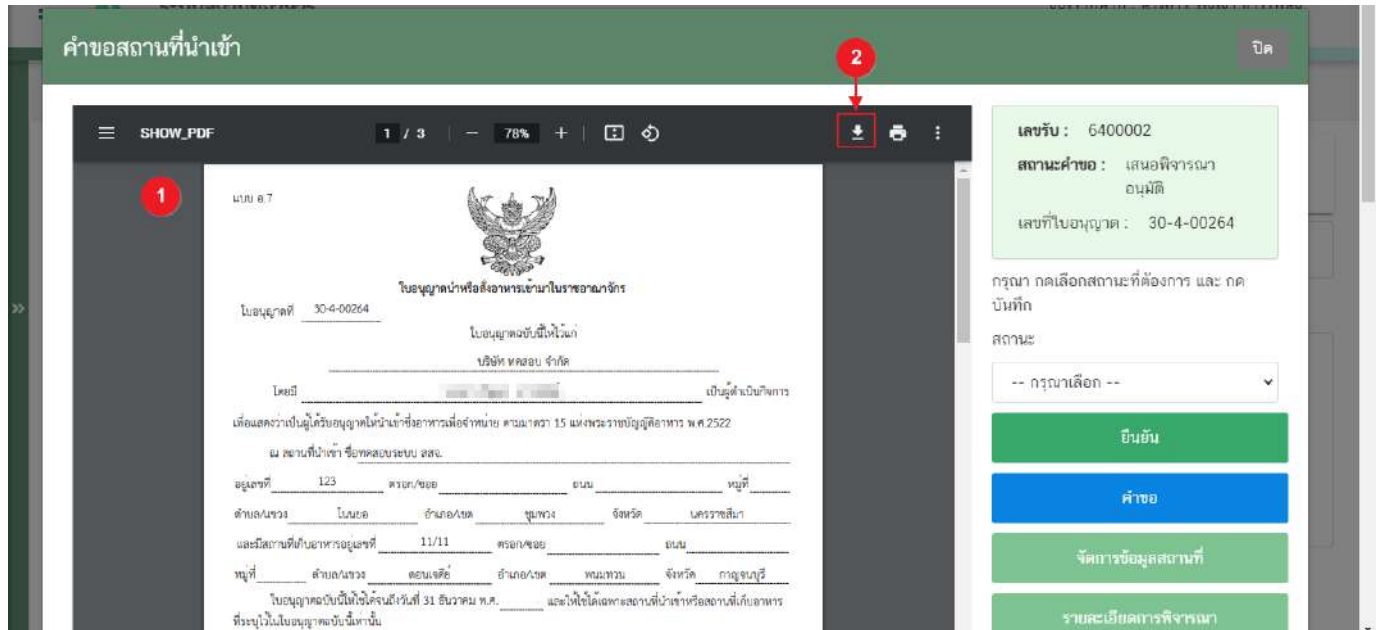 คำขอสถานที่นำเข้า
ปิด
2
SHOW_PDF
1 / 3
78%
1
แบบ อ.7
ใบอนุญาตนำหรือสั่งอาหารเข้ามาในราชอาณาจักร
ใบอนุญาตที่ 30-4-00264
ใบอนุญาตฉบับนี้ให้ไว้แก่
บริษัท ทดสอบ จำกัด
โดยมี เป็นผู้ดำเนินกิจการ
เพื่อแสดงว่าเป็นผู้ได้รับอนุญาตให้นำเข้าซึ่งอาหารเพื่อจำหน่าย ตามมาตรา 15 แห่งพระราชบัญญัติอาหาร พ.ศ.2522
ณ สถานที่นำเข้า ชื่อทดสอบระบบ สสจ.
อยู่เลขที่ 123 ตรอก/ซอย ถนน หมู่ที่
ตำบล/แขวง โนนยอ อำเภอ/เขต ชุมพวง จังหวัด นครราชสีมา
และมีสถานที่เก็บอาหารอยู่เลขที่ 11/11 ตรอก/ซอย ถนน
หมู่ที่ ตำบล/แขวง ดอนเจดีย์ อำเภอ/เขต พนมทวน จังหวัด กาญจนบุรี
ใบอนุญาตฉบับนี้ให้ใช้ได้จนถึงวันที่ 31 ธันวาคม พ.ศ. และให้ใช้ได้เฉพาะสถานที่นำเข้าหรือสถานที่เก็บอาหาร
ที่ระบุไว้ในใบอนุญาตฉบับนี้เท่านั้น
เลขรับ : 6400002
สถานะคำขอ : เสนอพิจารณา
อนุมัติ
เลขที่ใบอนุญาต : 30-4-00264
กรุณา กดเลือกสถานะที่ต้องการ และ กด
บันทึก
สถานะ
-- กรุณาเลือก --
ยืนยัน
คำขอ
จัดการข้อมูลสถานที่
รายละเอียดการพิจารณา